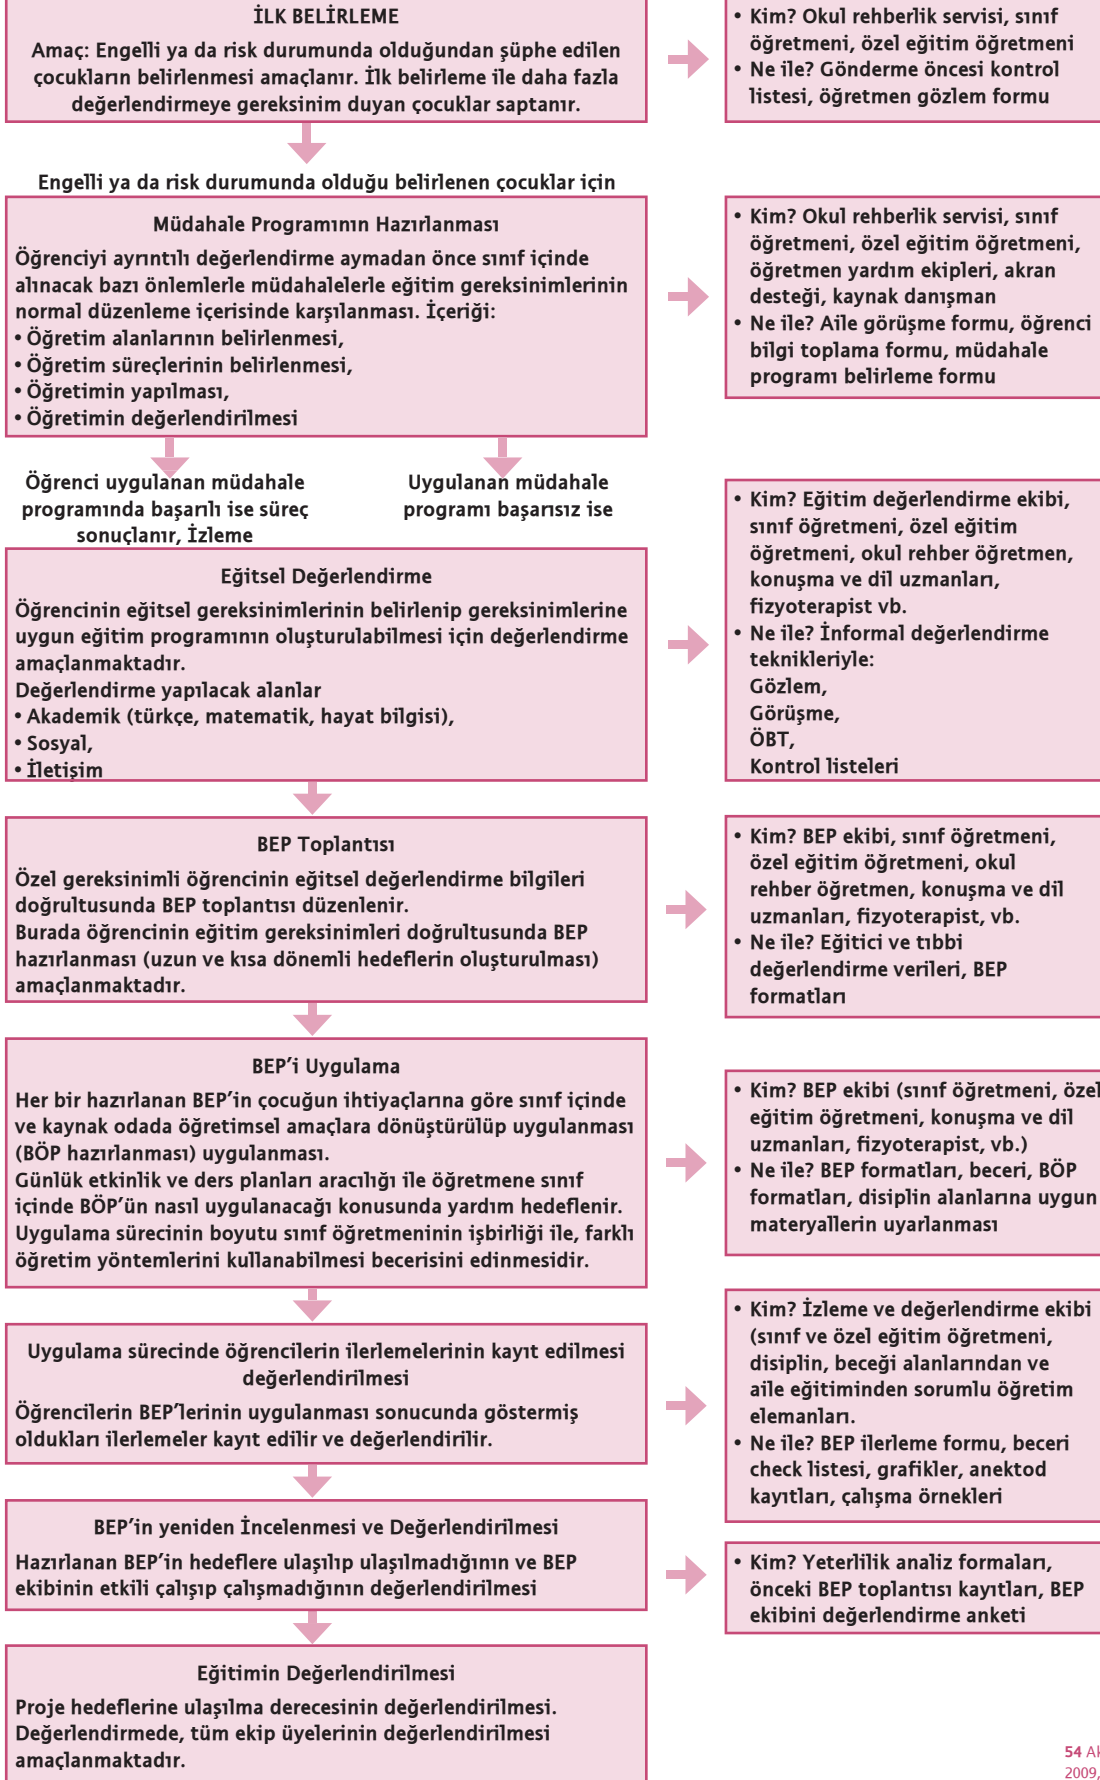 İLK BELİRLEME
Amaç: Engelli ya da risk durumunda olduğundan şüphe edilen
çocukların belirlenmesi amaçlanır. İlk belirleme ile daha fazla
değerlendirmeye gereksinim duyan çocuklar saptanır.
• Kim? Okul rehberlik servisi, sınıf
öğretmeni, özel eğitim öğretmeni
• Ne ile? Gönderme öncesi kontrol
listesi, öğretmen gözlem formu
Engelli ya da risk durumunda olduğu belirlenen çocuklar için
Müdahale Programının Hazırlanması
Öğrenciyi ayrıntılı değerlendirme aymadan önce sınıf içinde
alınacak bazı önlemlerle müdahalelerle eğitim gereksinimlerinin
normal düzenleme içerisinde karşılanması. İçeriği:
• Öğretim alanlarının belirlenmesi,
• Öğretim süreçlerinin belirlenmesi,
• Öğretimin yapılması,
• Öğretimin değerlendirilmesi
• Kim? Okul rehberlik servisi, sınıf
öğretmeni, özel eğitim öğretmeni,
öğretmen yardım ekipleri, akran
desteği, kaynak danışman
• Ne ile? Aile görüşme formu, öğrenci
bilgi toplama formu, müdahale
programı belirleme formu
Öğrenci uygulanan müdahale
programında başarılı ise süreç
sonuçlanır, İzleme
Uygulanan müdahale
programı başarısız ise
Eğitsel Değerlendirme
Öğrencinin eğitsel gereksinimlerinin belirlenip gereksinimlerine
uygun eğitim programının oluşturulabilmesi için değerlendirme
amaçlanmaktadır.
Değerlendirme yapılacak alanlar
• Akademik (türkçe, matematik, hayat bilgisi),
• Sosyal,
• İletişim
• Kim? Eğitim değerlendirme ekibi,
sınıf öğretmeni, özel eğitim
öğretmeni, okul rehber öğretmen,
konuşma ve dil uzmanları,
fizyoterapist vb.
• Ne ile? İnformal değerlendirme
teknikleriyle:
Gözlem,
Görüşme,
ÖBT,
Kontrol listeleri
BEP Toplantısı
Özel gereksinimli öğrencinin eğitsel değerlendirme bilgileri
doğrultusunda BEP toplantısı düzenlenir.
Burada öğrencinin eğitim gereksinimleri doğrultusunda BEP
hazırlanması (uzun ve kısa dönemli hedeflerin oluşturulması)
amaçlanmaktadır.
• Kim? BEP ekibi, sınıf öğretmeni,
özel eğitim öğretmeni, okul
rehber öğretmen, konuşma ve dil
uzmanları, fizyoterapist, vb.
• Ne ile? Eğitici ve tıbbi
değerlendirme verileri, BEP
formatları
BEP’i Uygulama
Her bir hazırlanan BEP’in çocuğun ihtiyaçlarına göre sınıf içinde
ve kaynak odada öğretimsel amaçlara dönüştürülüp uygulanması
(BÖP hazırlanması) uygulanması.
Günlük etkinlik ve ders planları aracılığı ile öğretmene sınıf
içinde BÖP’ün nasıl uygulanacağı konusunda yardım hedeflenir.
Uygulama sürecinin boyutu sınıf öğretmeninin işbirliği ile, farklı
öğretim yöntemlerini kullanabilmesi becerisini edinmesidir.
• Kim? BEP ekibi (sınıf öğretmeni, özel
eğitim öğretmeni, konuşma ve dil
uzmanları, fizyoterapist, vb.)
• Ne ile? BEP formatları, beceri, BÖP
formatları, disiplin alanlarına uygun
materyallerin uyarlanması
Uygulama sürecinde öğrencilerin ilerlemelerinin kayıt edilmesi
değerlendirilmesi
Öğrencilerin BEP’lerinin uygulanması sonucunda göstermiş
oldukları ilerlemeler kayıt edilir ve değerlendirilir.
• Kim? İzleme ve değerlendirme ekibi
(sınıf ve özel eğitim öğretmeni,
disiplin, beceği alanlarından ve
aile eğitiminden sorumlu öğretim
elemanları.
• Ne ile? BEP ilerleme formu, beceri
check listesi, grafikler, anektod
kayıtları, çalışma örnekleri
BEP’in yeniden İncelenmesi ve Değerlendirilmesi
Hazırlanan BEP’in hedeflere ulaşılıp ulaşılmadığının ve BEP
ekibinin etkili çalışıp çalışmadığının değerlendirilmesi
• Kim? Yeterlilik analiz formaları,
önceki BEP toplantısı kayıtları, BEP
ekibini değerlendirme anketi
Eğitimin Değerlendirilmesi
Proje hedeflerine ulaşılma derecesinin değerlendirilmesi.
Değerlendirmede, tüm ekip üyelerinin değerlendirilmesi
amaçlanmaktadır.
54
2009,